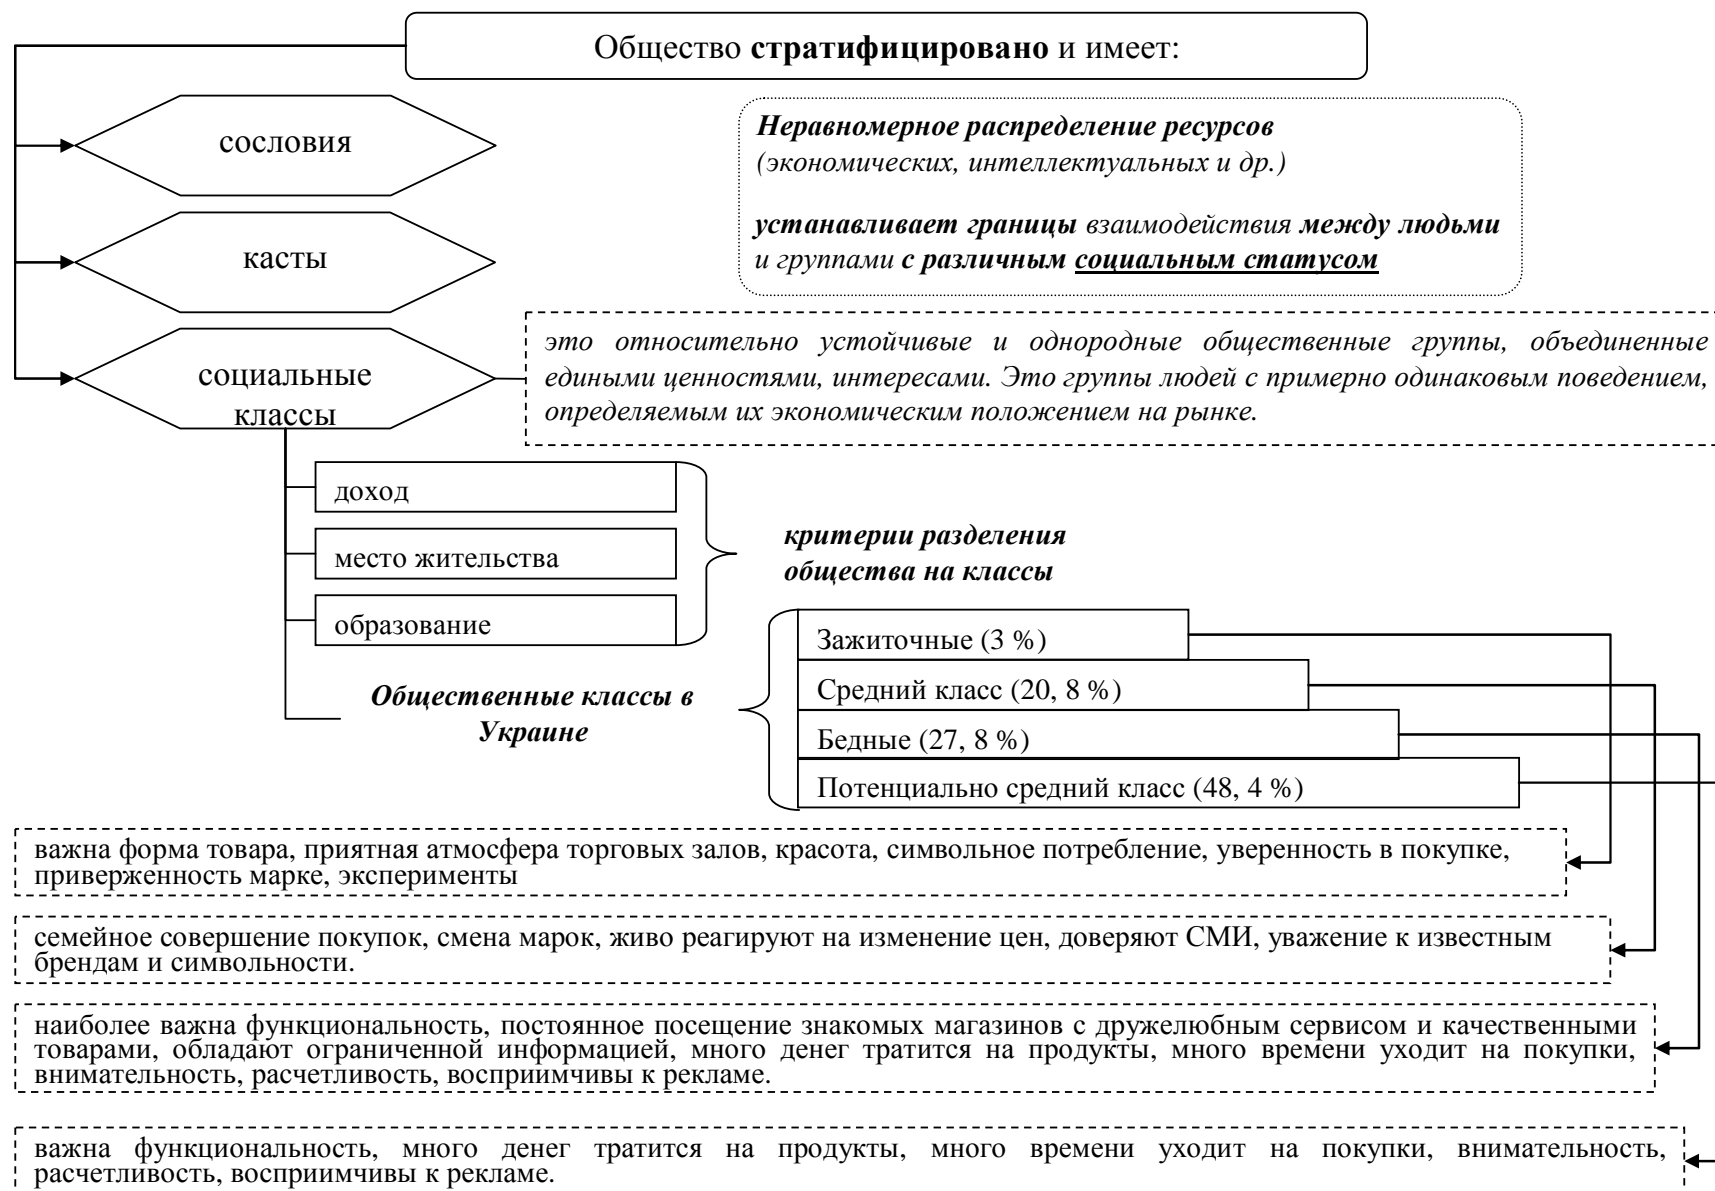 Общество стратифицировано и имеет:
сословия
Неравномерное распределение ресурсов
(экономических, интеллектуальных и др.)
устанавливает границы взаимодействия между людьми
и группами с различным социальным статусом
касты
социальные
классы
это относительно устойчивые и однородные общественные группы, объединенные
едиными ценностями, интересами. Это группы людей с примерно одинаковым поведением,
определяемым их экономическим положением на рынке.
доход
место жительства
образование
критерии разделения
общества на классы
Общественные классы в
Украине
Зажиточные (3 %)
Средний класс (20, 8 %)
Бедные (27, 8 %)
Потенциально средний класс (48, 4 %)
важна форма товара, приятная атмосфера торговых залов, красота, символьное потребление, уверенность в покупке,
приверженность марке, эксперименты
семейное совершение покупок, смена марок, живо реагируют на изменение цен, доверяют СМИ, уважение к известным
брендам и символьности.
наиболее важна функциональность, постоянное посещение знакомых магазинов с дружелюбным сервисом и качественными
товарами, обладают ограниченной информацией, много денег тратится на продукты, много времени уходит на покупки,
внимательность, расчетливость, восприимчивы к рекламе.
важна функциональность, много денег тратится на продукты, много времени уходит на покупки, внимательность,
расчетливость, восприимчивы к рекламе.